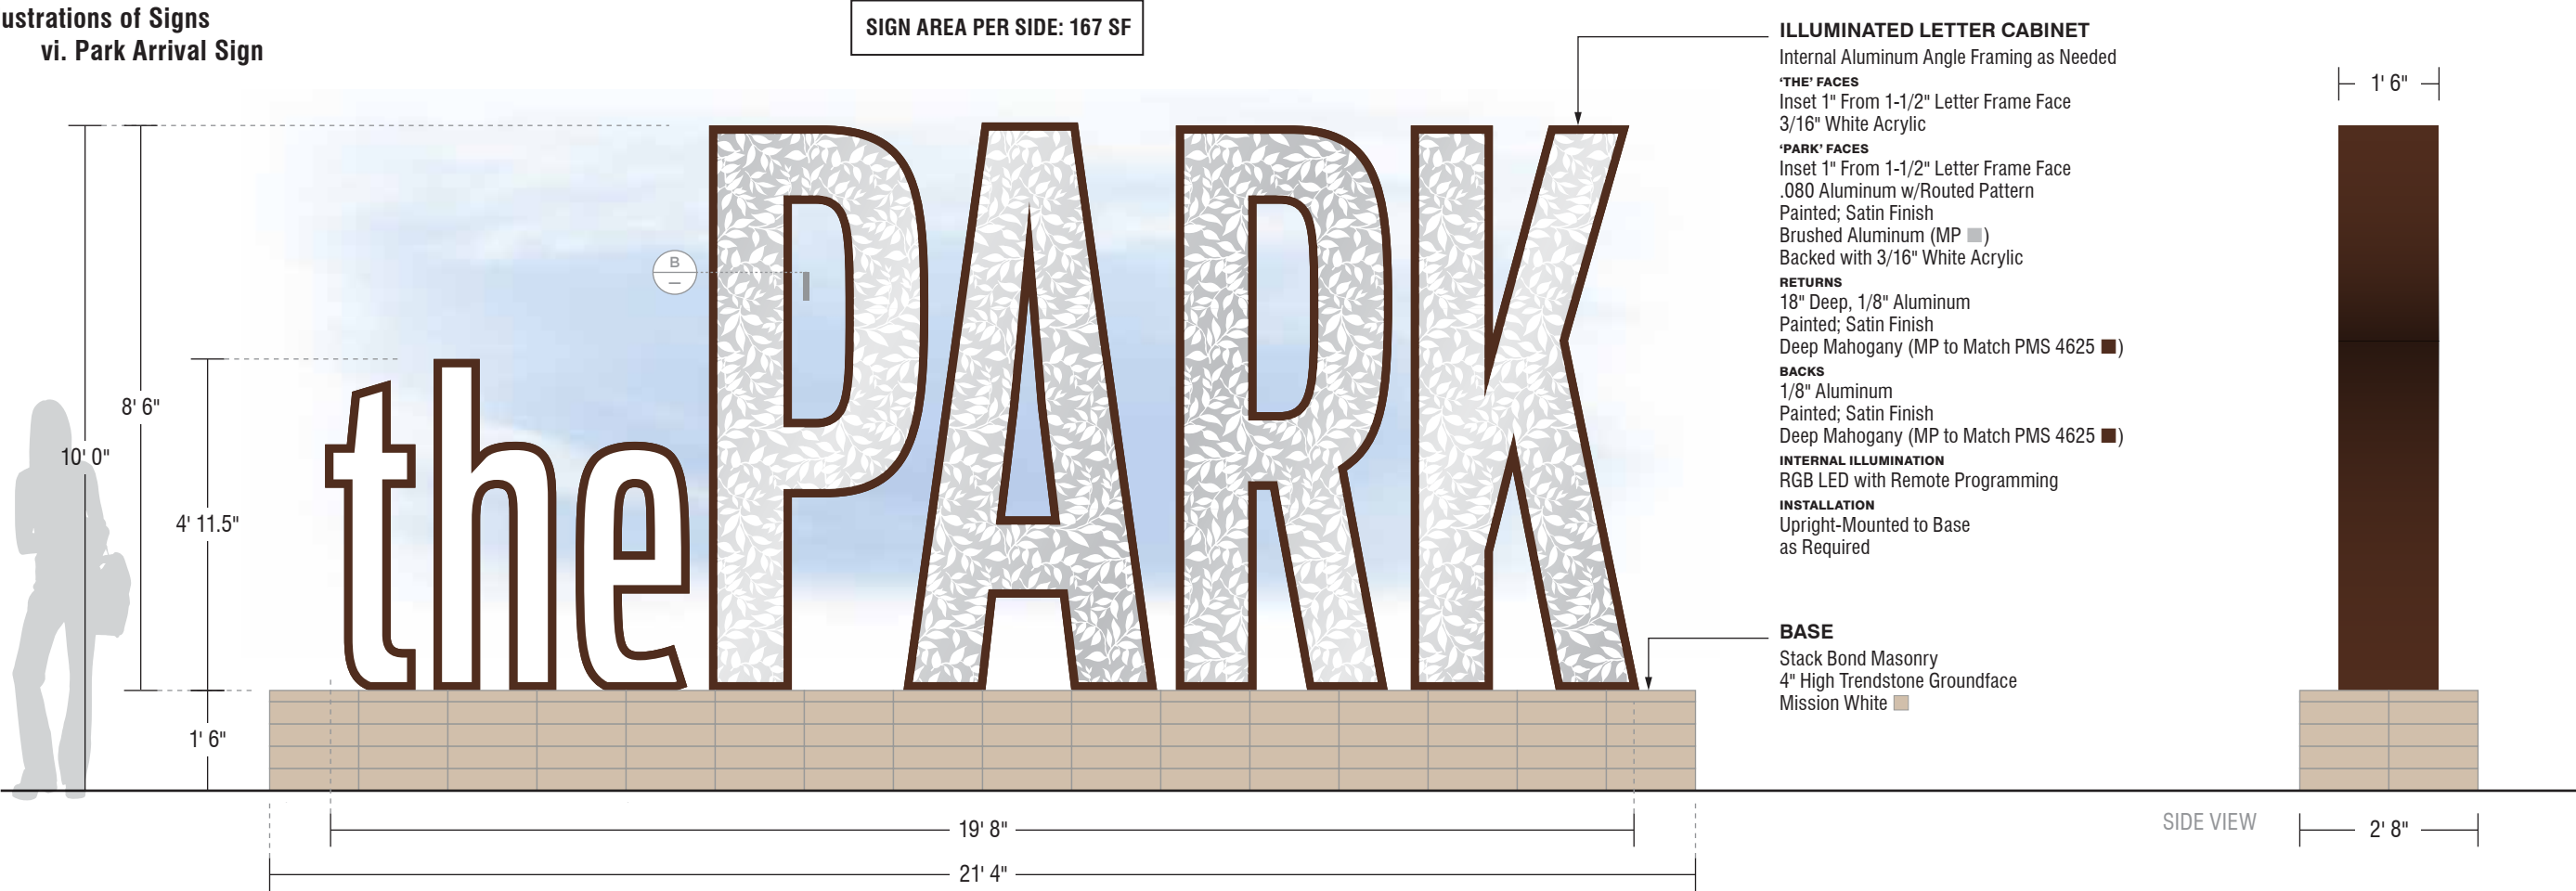 ustrations of Signs
vi. Park Arrival Sign
SIGN AREA PER SIDE: 167 SF
ILLUMINATED LETTER CABINET
Internal Aluminum Angle Framing as Needed
‘THE’ FACES
Inset 1" From 1-1/2" Letter Frame Face
3/16" White Acrylic
‘PARK’ FACES
Inset 1" From 1-1/2" Letter Frame Face
.080 Aluminum w/Routed Pattern
Painted; Satin Finish
Brushed Aluminum (MP ■)
Backed with 3/16" White Acrylic
RETURNS
18" Deep, 1/8" Aluminum
Painted; Satin Finish
Deep Mahogany (MP to Match PMS 4625 ■)
BACKS
1/8" Aluminum
Painted; Satin Finish
Deep Mahogany (MP to Match PMS 4625 ■)
INTERNAL ILLUMINATION
RGB LED with Remote Programming
INSTALLATION
Upright-Mounted to Base
as Required
BASE
Stack Bond Masonry
4" High Trendstone Groundface
Mission White
the PARK
B
8' 6"
10' 0"
4' 11.5"
1' 6"
19' 8"
21' 4"
1' 6"
SIDE VIEW
2' 8"